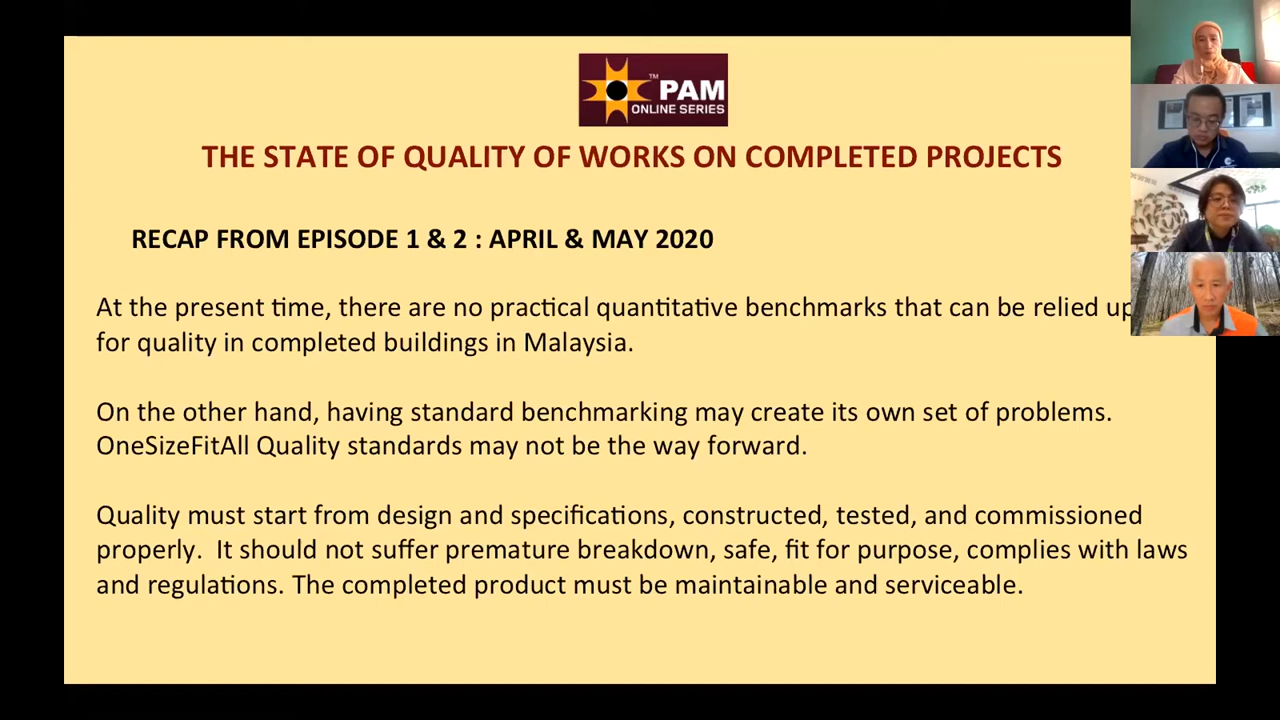 ™ PAM
ONLINE SERIES
THE STATE OF QUALITY OF WORKS ON COMPLETED PROJECTS
RECAP FROM EPISODE 1 & 2 : APRIL & MAY 2020
At the present time, there are no practical quantitative benchmarks that can be relied up
for quality in completed buildings in Malaysia.
On the other hand, having standard benchmarking may create its own set of problems.
OneSizeFitAll Quality standards may not be the way forward.
Quality must start from design and specifications, constructed, tested, and commissioned
properly.  It should not suffer premature breakdown, safe, fit for purpose, complies with laws
and regulations. The completed product must be maintainable and serviceable.